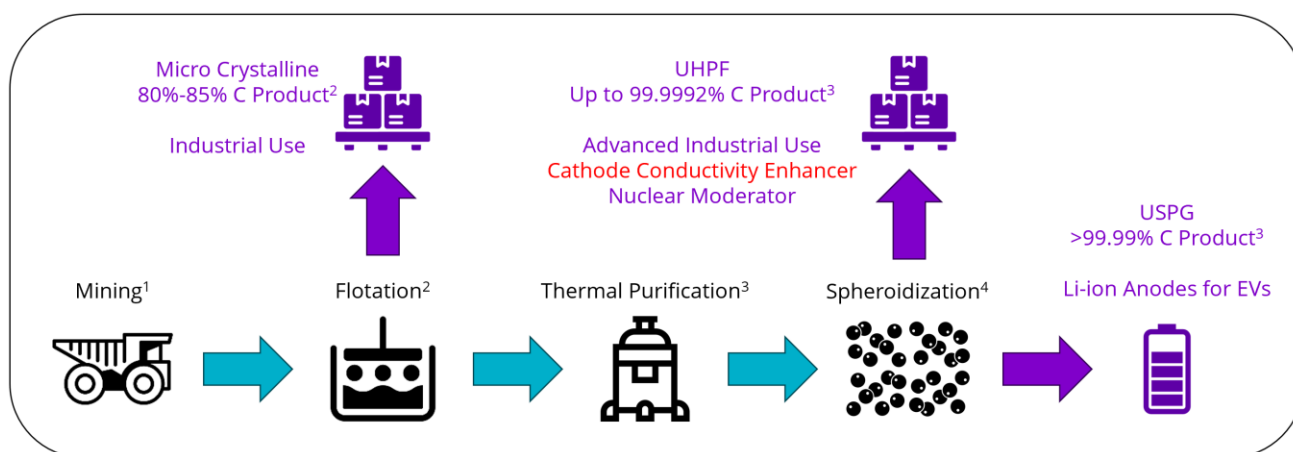 Micro Crystalline
80%-85% C Product²
Industrial Use
UHPF
Up to 99.9992% C Product³
Advanced Industrial Use
Cathode Conductivity Enhancer
Nuclear Moderator
USPG
>99.99% C Product³
Li-ion Anodes for EVs
Mining¹
Flotation²
Thermal Purification³
Spheroidization⁴